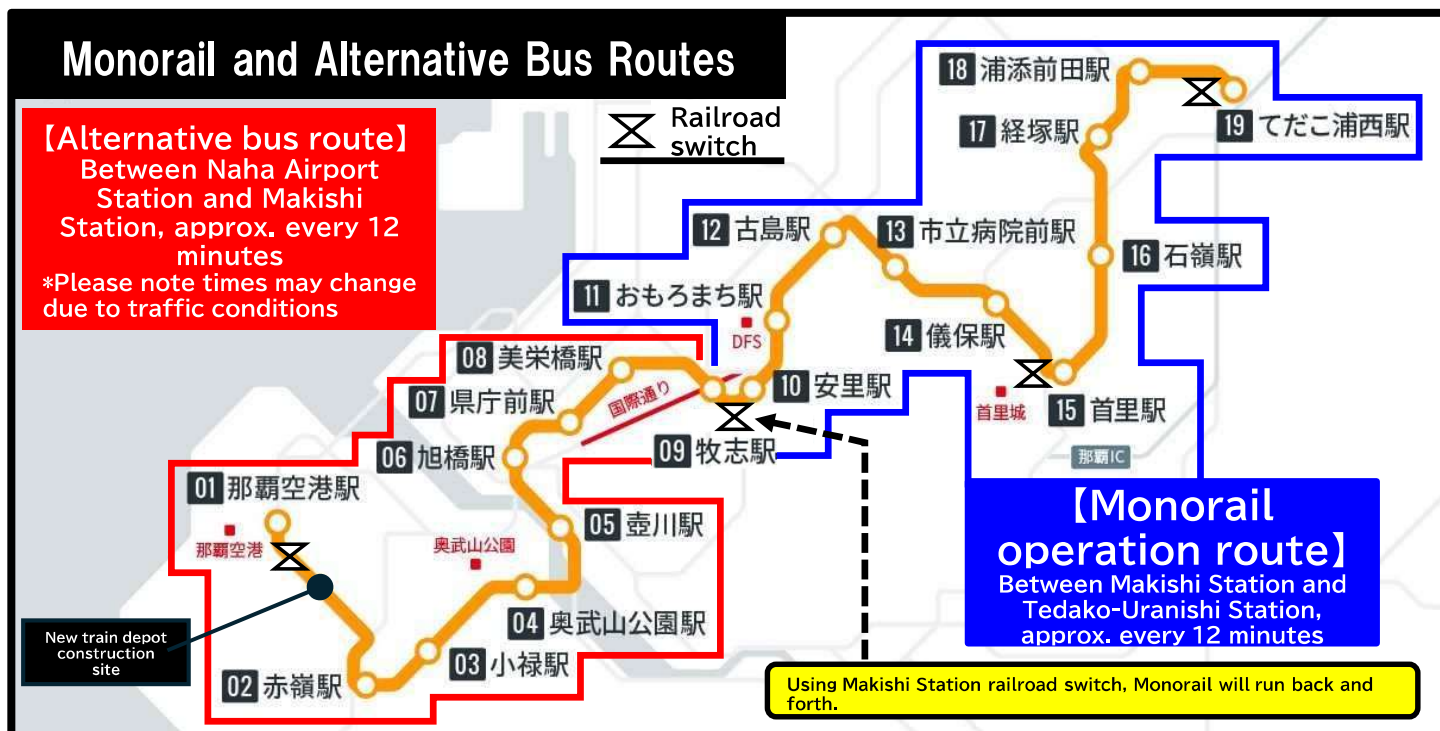 Monorail and Alternative Bus Routes
【Alternative bus route】
Between Naha Airport
Station and Makishi
Station, approx. every 12
minutes
*Please note times may change
due to traffic conditions
Railroad
switch
18 浦添前田駅
19 てだこ浦西駅
17 経塚駅
16 石嶺駅
12 古島駅
13 市立病院前駅
11 おもろまち駅
DFS
14 儀保駅
首里城
15 首里駅
那覇IC
08 美栄橋駅
10 安里駅
07 県庁前駅
国際通り
06 旭橋駅
09 牧志駅
01 那覇空港駅
那覇空港
05 壺川駅
奥武山公園
04 奥武山公園駅
03 小禄駅
02 赤嶺駅
New train depot
construction
site
【Monorail
operation route】
Between Makishi Station and
Tedako-Uranishi Station,
approx. every 12 minutes
Using Makishi Station railroad switch, Monorail will run back and
forth.